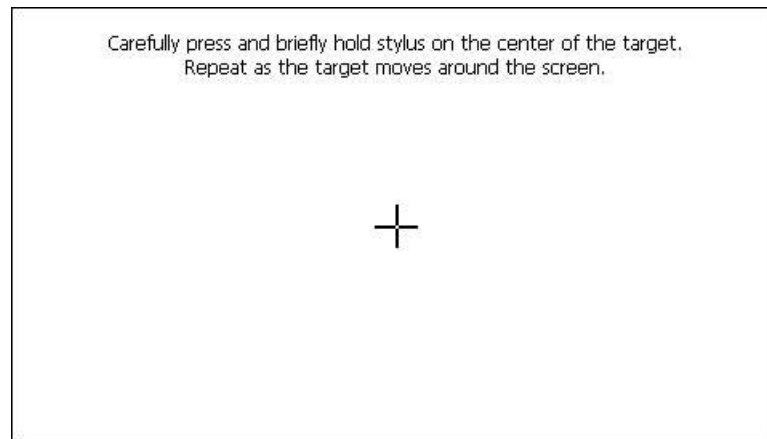 Carefully press and briefly hold stylus on the center of the target.
Repeat as the target moves around the screen.